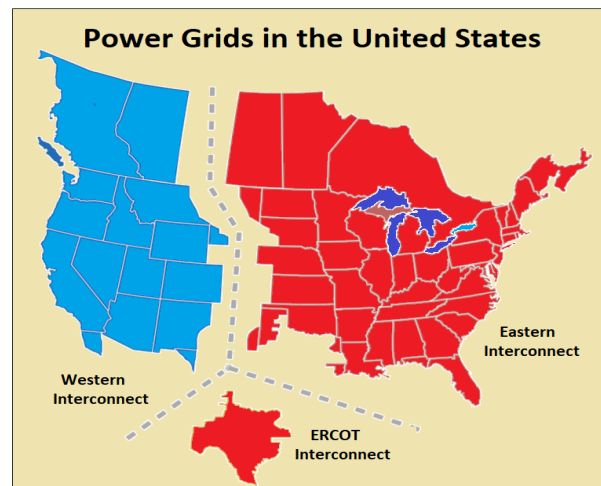 Power Grids in the United States
Eastern
Interconnect
Western
Interconnect
ERCOT
Interconnect